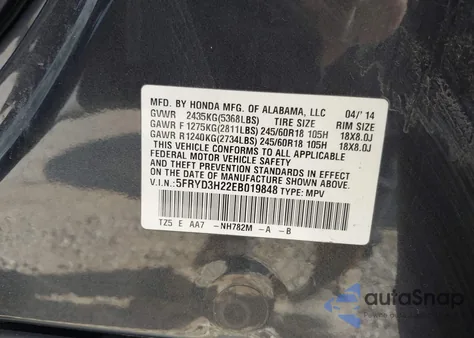 MFD. BY HONDA MFG. OF ALABAMA, LLC 04/'14
GVWR 2435KG(5368LBS) TIRE SIZE RIM SIZE
GAWR F 1275KG(2811LBS) 245/60R18 105H 18X8.0J
GAWR R 1240KG(2734LBS) 245/60R18 105H 18X8.0J
THIS VEHICLE CONFORMS TO ALL APPLICABLE
FEDERAL MOTOR VEHICLE SAFETY, BUMPER
AND THEFT PREVENTION STANDARDS IN EFFECT
ON THE DATE OF MANUFACTURE SHOWN ABOVE.
V.I.N.:5FRYD3H22EB019848 TYPE: MPV
TZ5 E AA7 -NH782M -A -B
autoSnap